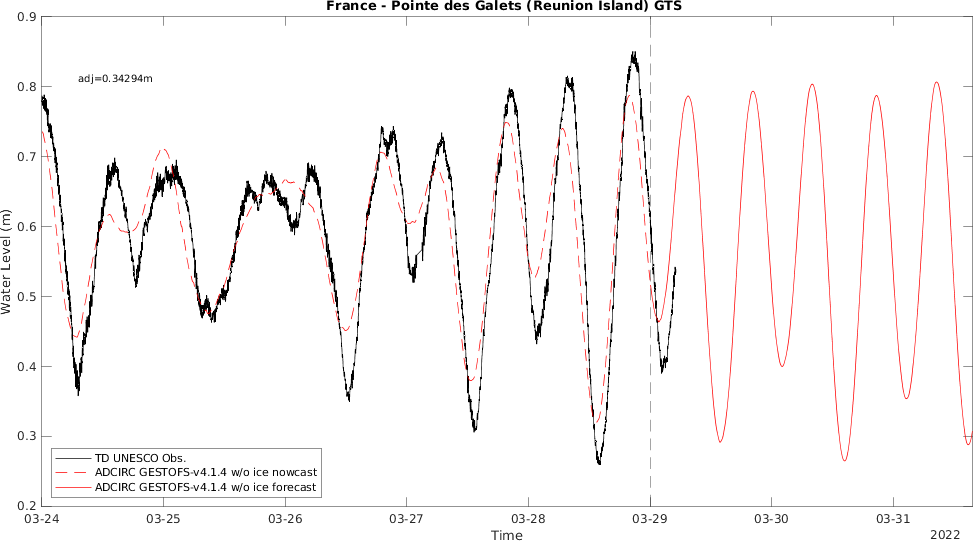 France - Pointe des Galets (Reunion Island) GTS
0.9
0.8
0.7
0.6
0.5
0.4
0.3
0.2
Water Level (m)
adj=0.34294m
TD UNESCO Obs.
ADCIRC GESTOFS-v4.1.4 w/o ice nowcast
ADCIRC GESTOFS-v4.1.4 w/o ice forecast
03-24 03-25 03-26 03-27 03-28 03-29 03-30 03-31
Time
2022